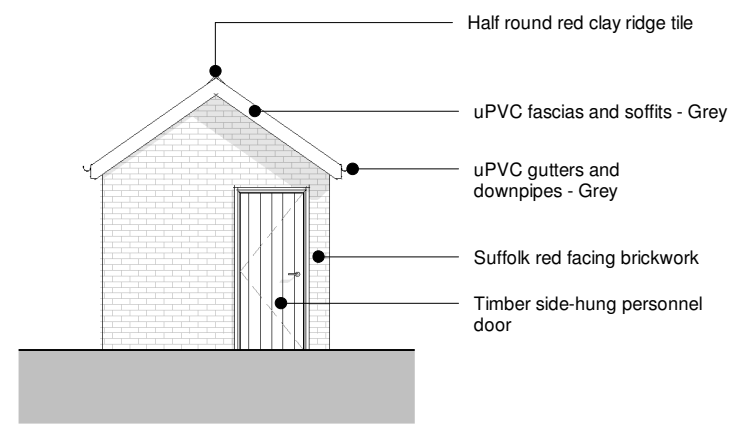 Half round red clay ridge tile
uPVC fascias and soffits - Grey
uPVC gutters and
downpipes - Grey
Suffolk red facing brickwork
Timber side-hung personnel
door